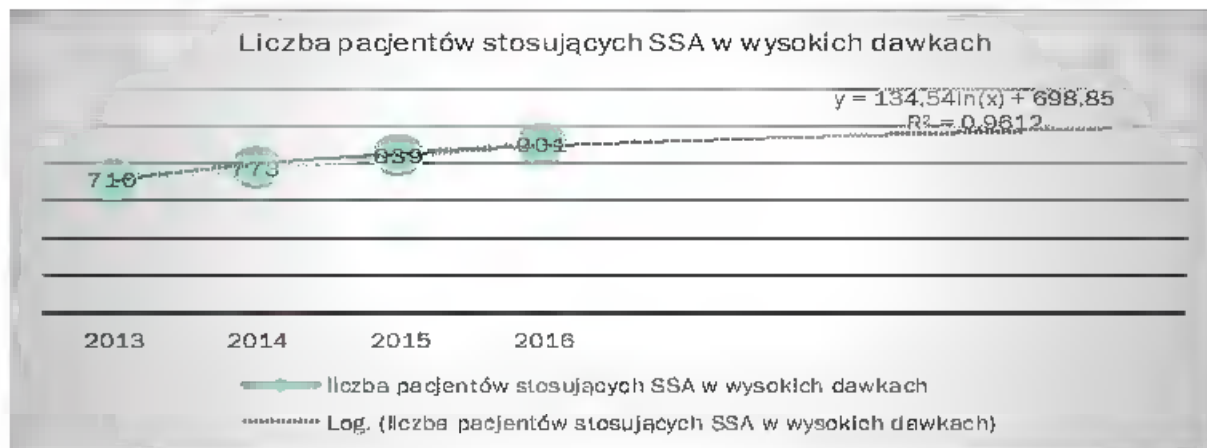 Liczba pacjentów stosujących SSA w wysokich dawkach
y = 134,54ln(x) + 698,85
R² = 0,9612
710
773
839
901
2013 2014 2015 2016
liczba pacjentów stosujących SSA w wysokich dawkach
Log. (liczba pacjentów stosujących SSA w wysokich dawkach)